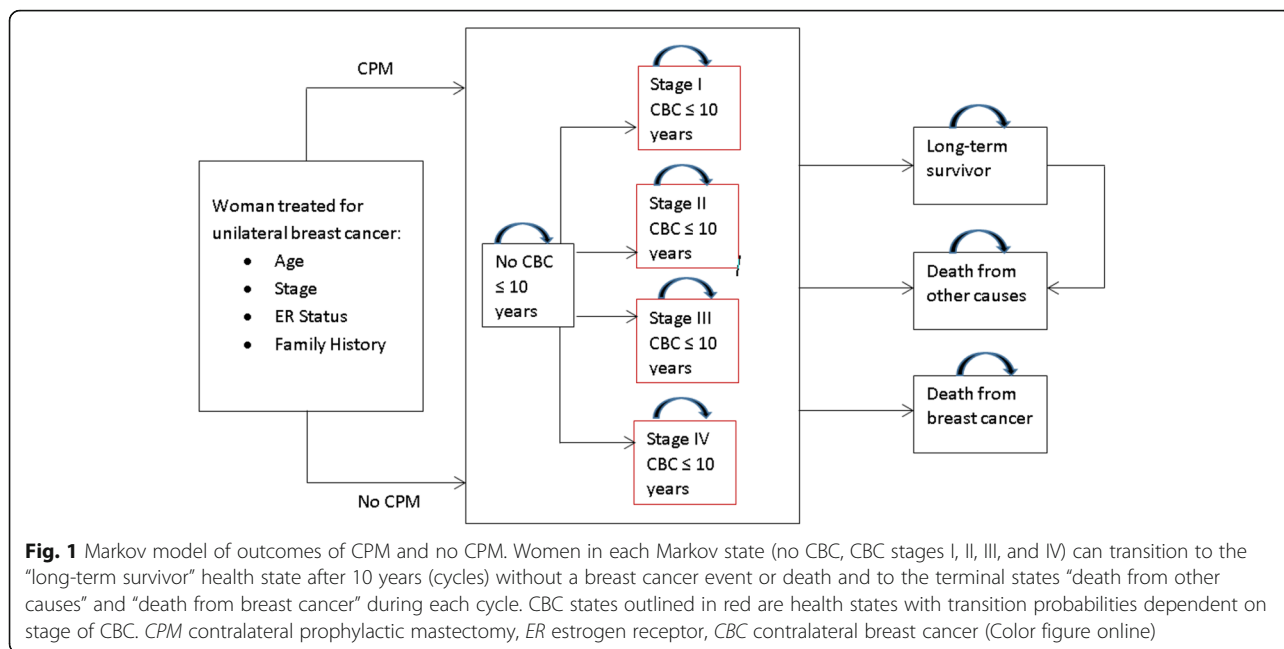 CPM
Woman treated for
unilateral breast cancer:
● Age
● Stage
● ER Status
● Family History
No CPM
No CBC
≤ 10
years
Stage I
CBC ≤ 10
years
Stage II
CBC ≤ 10
years
Stage III
CBC ≤ 10
years
Stage IV
CBC ≤ 10
years
Long-term
survivor
Death from
other causes
Death from
breast cancer
Fig. 1 Markov model of outcomes of CPM and no CPM. Women in each Markov state (no CBC, CBC stages I, II, III, and IV) can transition to the
“long-term survivor” health state after 10 years (cycles) without a breast cancer event or death and to the terminal states “death from other
causes” and “death from breast cancer” during each cycle. CBC states outlined in red are health states with transition probabilities dependent on
stage of CBC. CPM contralateral prophylactic mastectomy, ER estrogen receptor, CBC contralateral breast cancer (Color figure online)